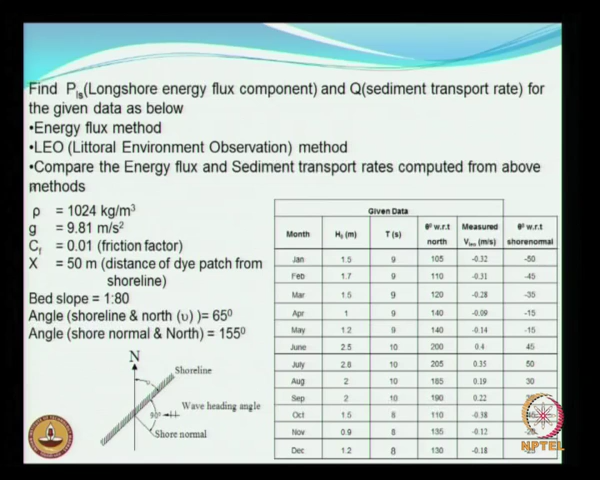 Find Pls(Longshore energy flux component) and Q(sediment transport rate) for
the given data as below
•Energy flux method
•LEO (Littoral Environment Observation) method
•Compare the Energy flux and Sediment transport rates computed from above
methods
ρ = 1024 kg/m³
g = 9.81 m/s²
Cf = 0.01 (friction factor)
X = 50 m (distance of dye patch from
shoreline)
Bed slope = 1:80
Angle (shoreline & north (υ) )= 65⁰
Angle (shore normal & North) = 155⁰
N
Shoreline
Wave heading angle
90°
Shore normal
Given Data
Month H₀ (m) T (s) θ⁰ w.r.t north Measured Vleo (m/s) θ⁰ w.r.t shorenormal
Jan 1.5 9 105 -0.32 -50
Feb 1.7 9 110 -0.31 -45
Mar 1.5 9 120 -0.28 -35
Apr 1 9 140 -0.09 -15
May 1.2 9 140 -0.14 -15
June 2.5 10 200 0.4 45
July 2.8 10 205 0.35 50
Aug 2 10 185 0.19 30
Sep 2 10 190 0.22
Oct 1.5 8 110 -0.38
Nov 0.9 8 135 -0.12
Dec 1.2 8 130 -0.18
NPTEL